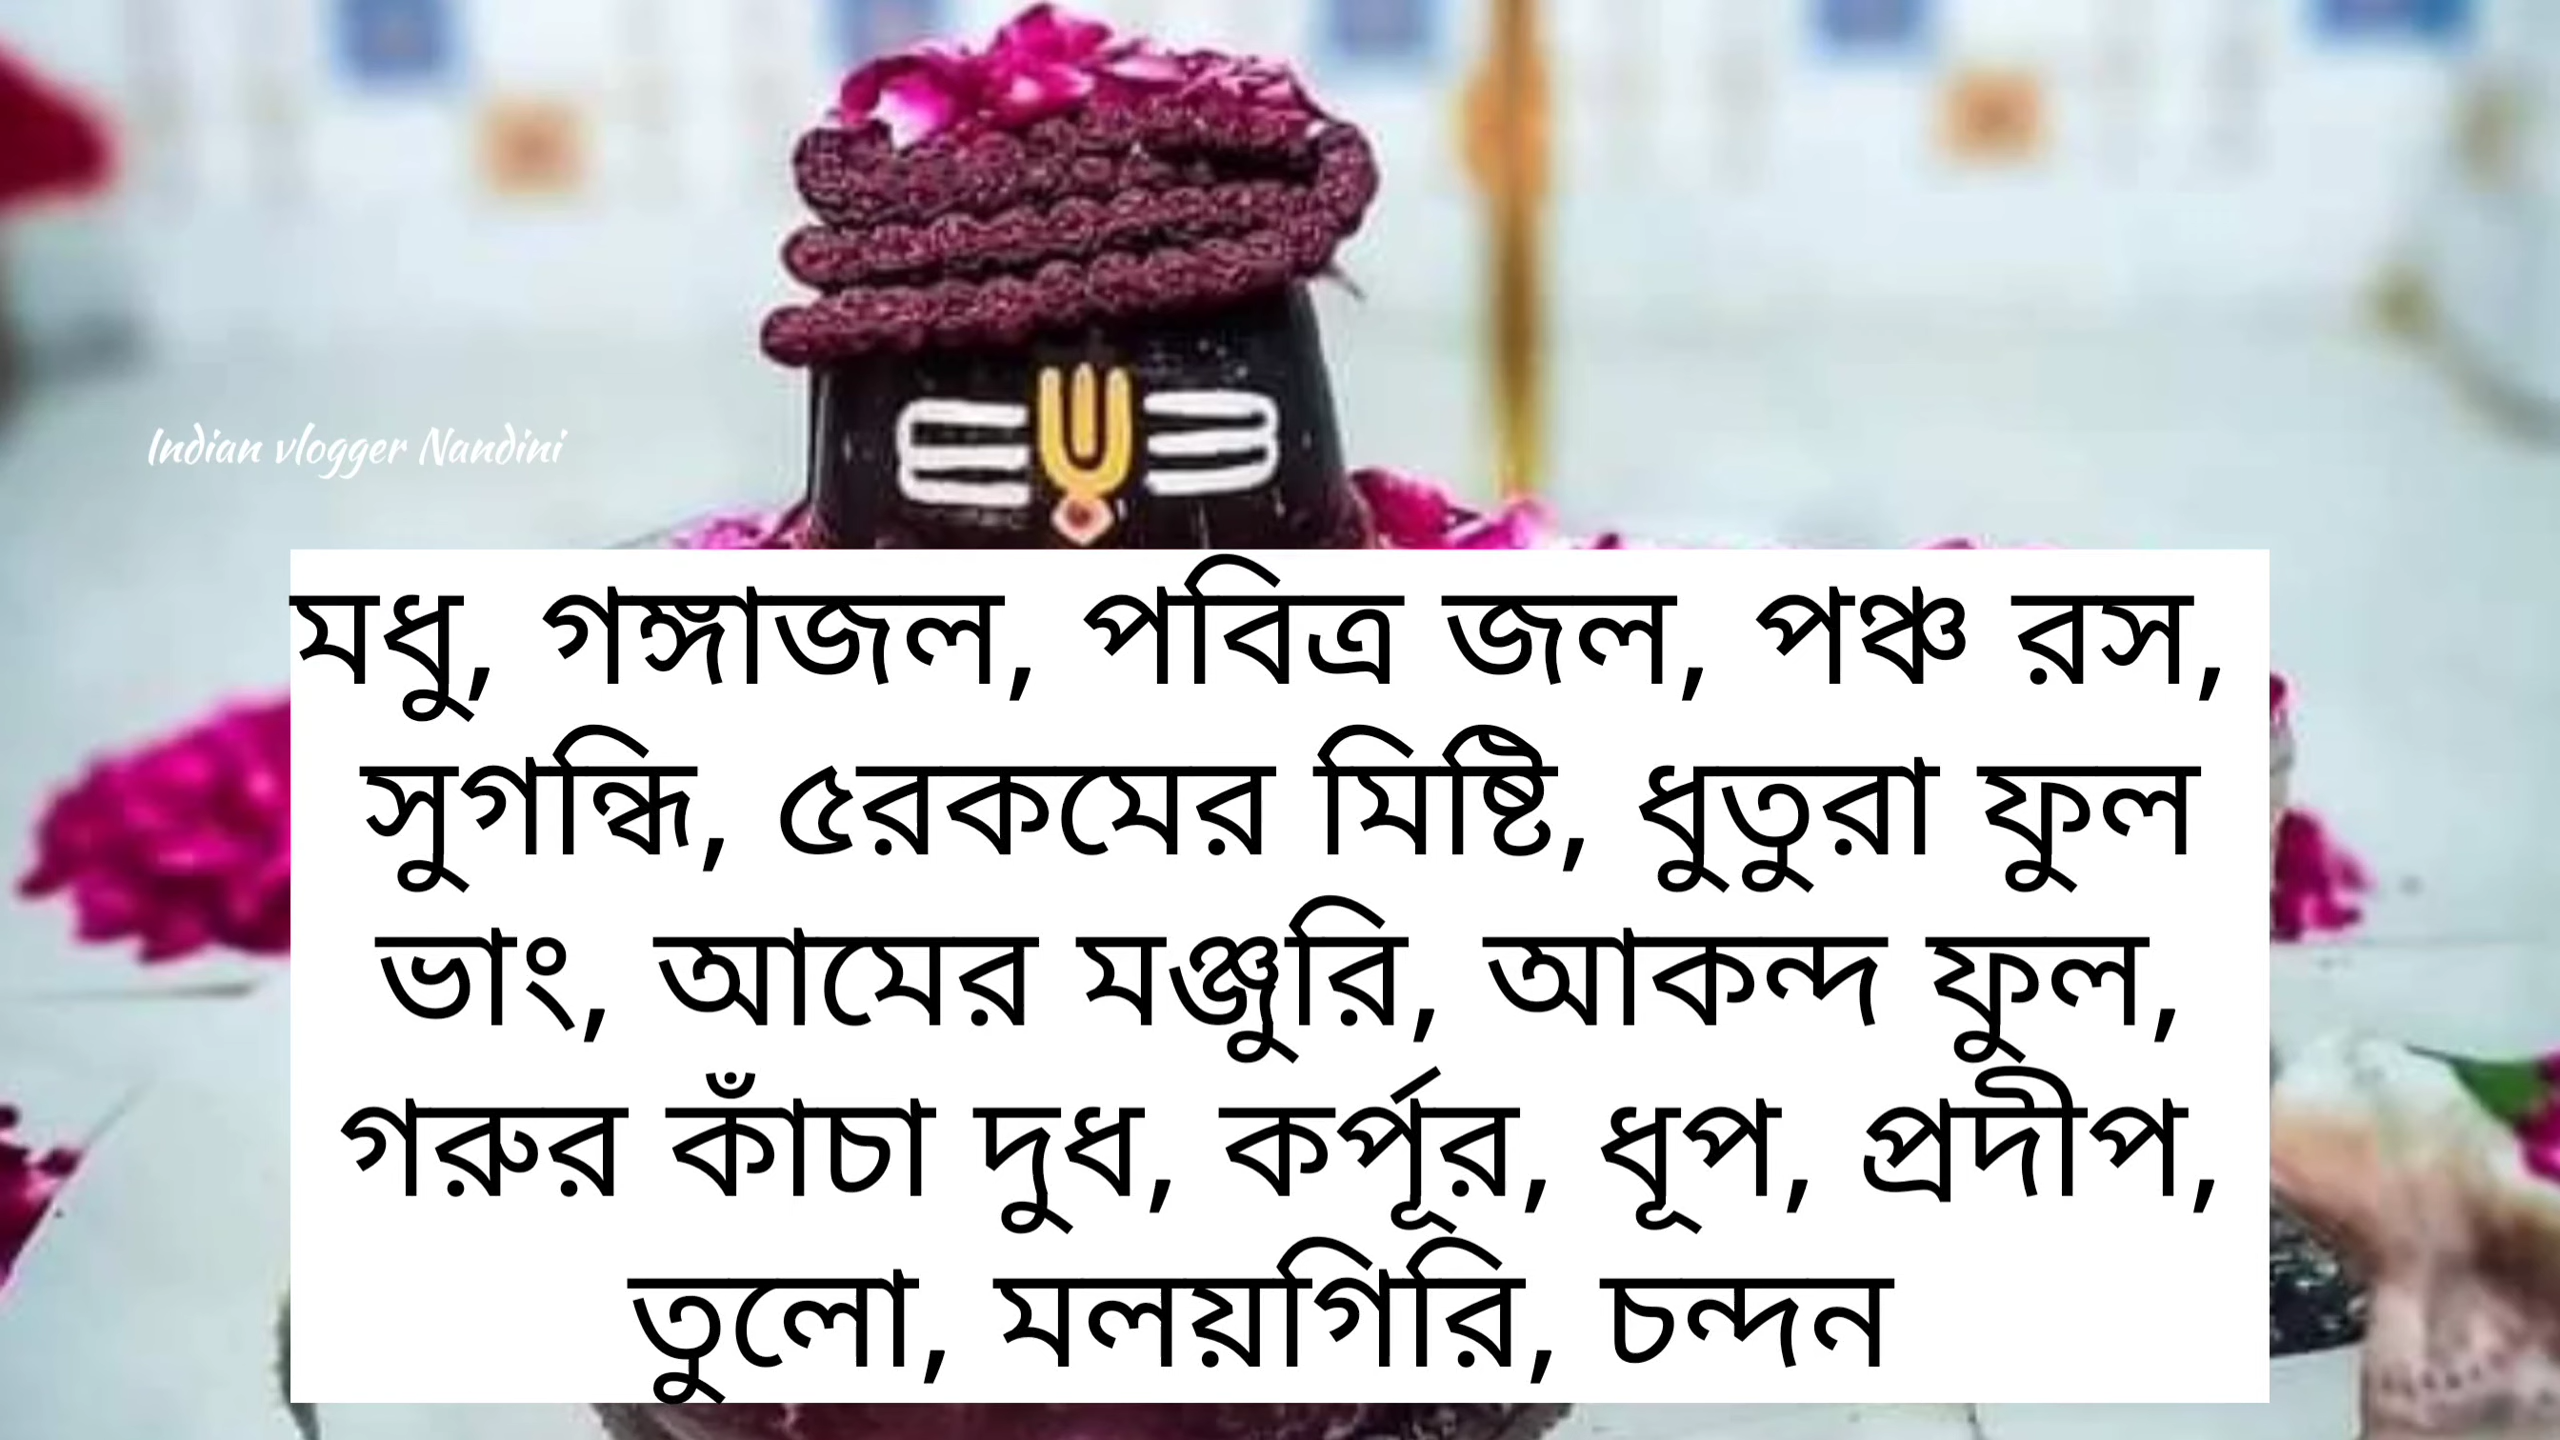 Indian vlogger Nandini
মধু, গঙ্গাজল, পবিত্র জল, পঞ্চ রস,
সুগন্ধি, ৫রকমের মিষ্টি, ধুতুরা ফুল
ভাং, আমের মঞ্জুরি, আকন্দ ফুল,
গরুর কাঁচা দুধ, কর্পূর, ধূপ, প্রদীপ,
তুলো, মলয়গিরি, চন্দন